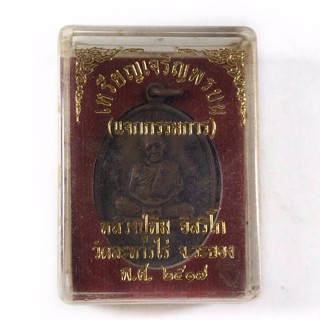 เหรียญเจริญพรบน
(แจกกรรมการ)
หลวงปู่ทิม อิสริโก
วัดละหารไร่ จ.ระยอง
พ.ศ. ๒๕๑๗